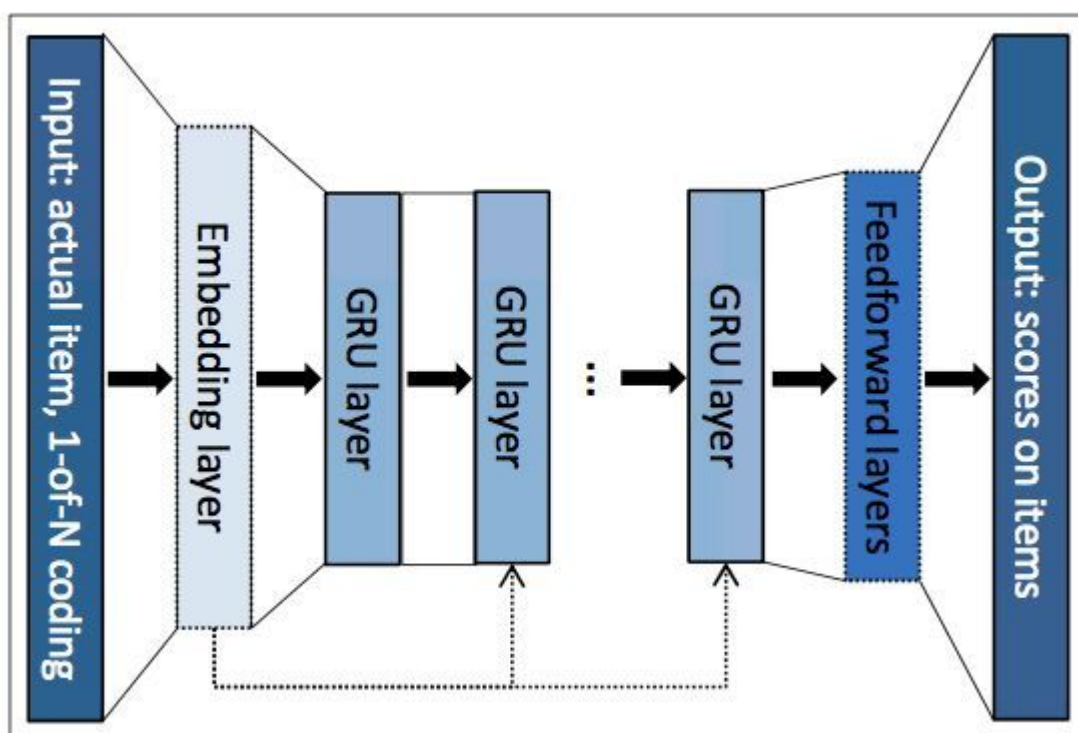 Input: actual item, 1-of-N coding
Embedding layer
GRU layer
GRU layer
...
GRU layer
Feedforward layers
Output: scores on items